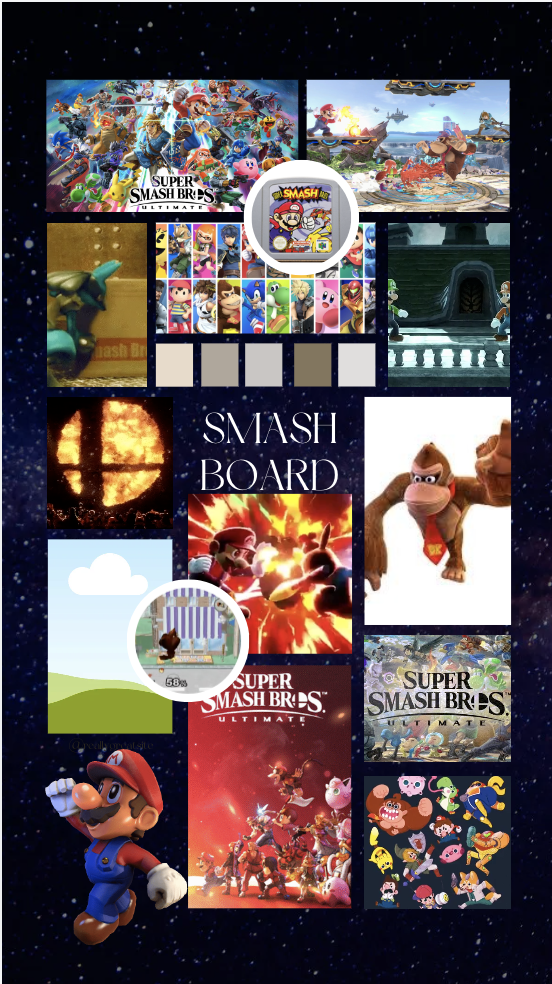 SUPER
SMASH BROS.
ULTIMATE
SMASH
SMASH
BOARD
58%
SUPER
SMASH BROS.
ULTIMATE
SUPER
SMASH BROS.
ULTIMATE